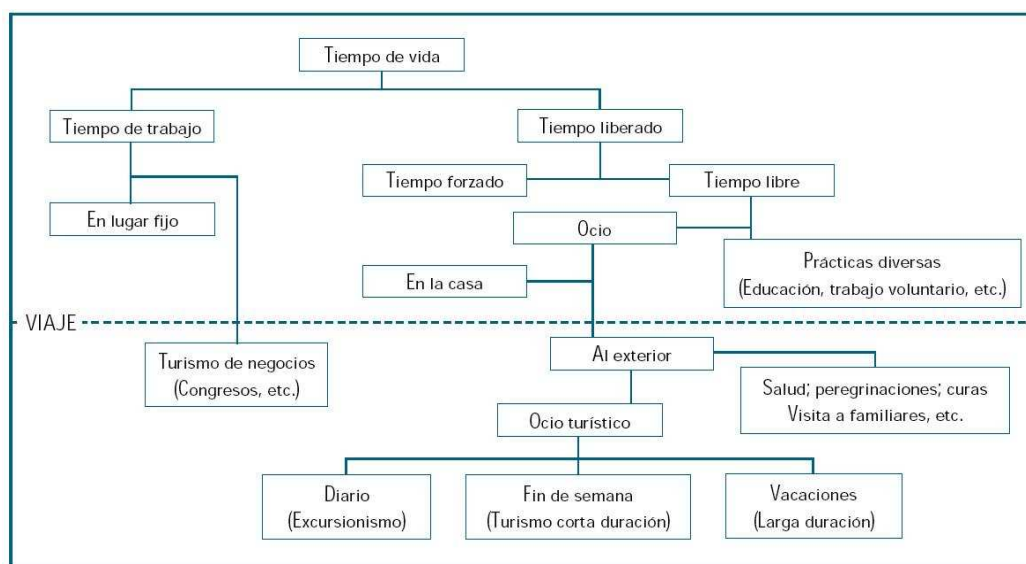 Tiempo de vida
Tiempo de trabajo
Tiempo liberado
Tiempo forzado
Tiempo libre
En lugar fijo
Ocio
Prácticas diversas
(Educación, trabajo voluntario, etc.)
En la casa
VIAJE
Turismo de negocios
(Congresos, etc.)
Al exterior
Salud; peregrinaciones; curas
Visita a familiares, etc.
Ocio turístico
Diario
(Excursionismo)
Fin de semana
(Turismo corta duración)
Vacaciones
(Larga duración)